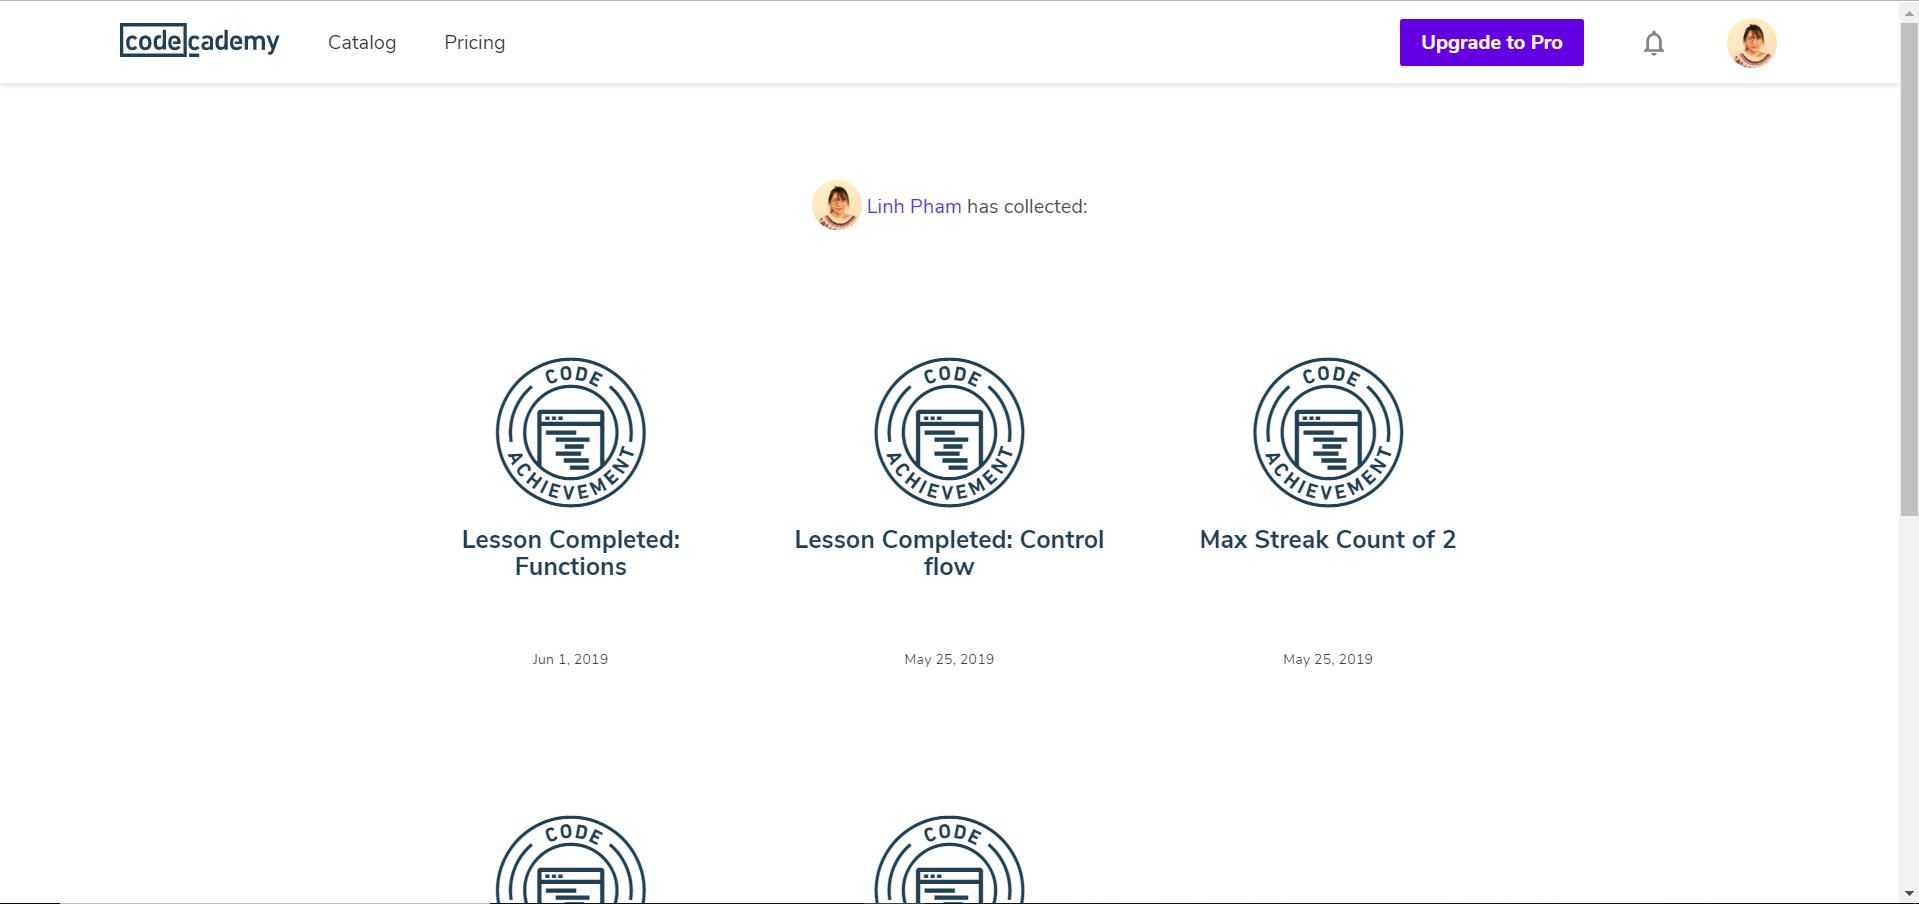 codecademy
Catalog
Pricing
Upgrade to Pro
Linh Pham has collected:
CODE
ACHIEVEMENT
CODE
ACHIEVEMENT
CODE
ACHIEVEMENT
Lesson Completed:
Functions
Lesson Completed: Control
flow
Max Streak Count of 2
Jun 1, 2019
May 25, 2019
May 25, 2019
CODE
CODE